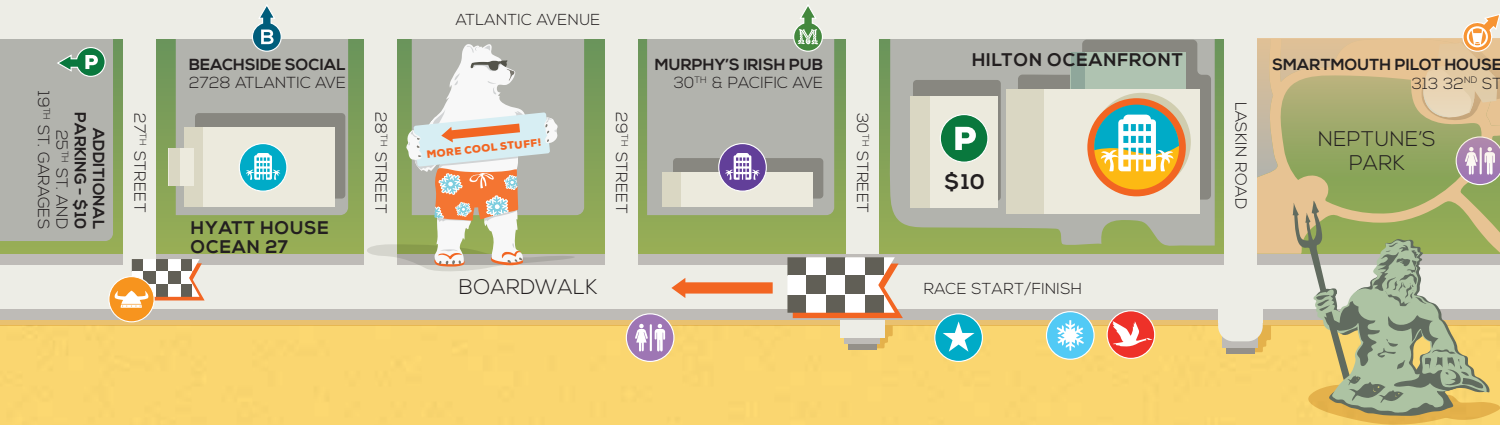 ATLANTIC AVENUE
P
ADDITIONAL
PARKING - $10
25TH ST. AND
19TH ST. GARAGES
27TH STREET
B
BEACHSIDE SOCIAL
2728 ATLANTIC AVE
HYATT HOUSE
OCEAN 27
28TH STREET
MORE COOL STUFF!
29TH STREET
M
MURPHY'S IRISH PUB
30TH & PACIFIC AVE
30TH STREET
HILTON OCEANFRONT
P
$10
LASKIN ROAD
SMARTMOUTH PILOT HOUSE
313 32ND ST
NEPTUNE'S
PARK
BOARDWALK
RACE START/FINISH